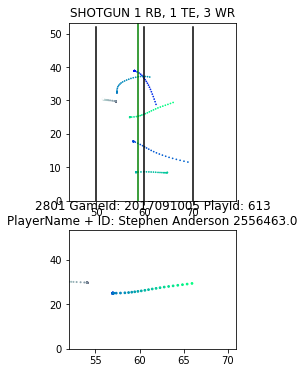 SHOTGUN 1 RB, 1 TE, 3 WR
50
40
30
20
10
0
50 60 70
2801 GameId: 2017091005 PlayId: 613
PlayerName + ID: Stephen Anderson 2556463.0
40
20
0
55 60 65 70